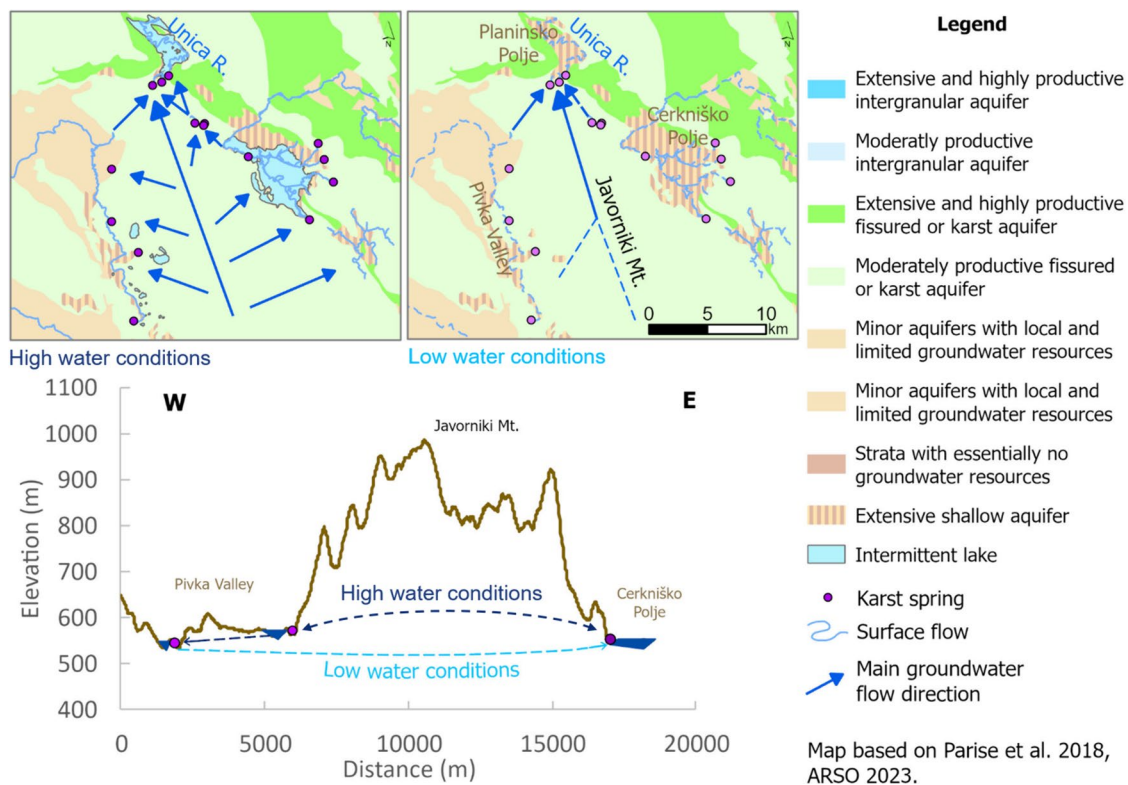 Unica R.
N
High water conditions
Planinsko
Polje
Unica R.
Cerkniško
Polje
Pivka Valley
Javorniki Mt.
N
0 5 10
km
Low water conditions
Legend
Extensive and highly productive
intergranular aquifer
Moderatly productive
intergranular aquifer
Extensive and highly productive
fissured or karst aquifer
Moderately productive fissured
or karst aquifer
Minor aquifers with local and
limited groundwater resources
Minor aquifers with local and
limited groundwater resources
Strata with essentially no
groundwater resources
Extensive shallow aquifer
Intermittent lake
Karst spring
Surface flow
Main groundwater
flow direction
Map based on Parise et al. 2018,
ARSO 2023.
Elevation (m)
1100
1000
900
800
700
600
500
400
W
E
Javorniki Mt.
Pivka Valley
High water conditions
Cerkniško
Polje
Low water conditions
0 5000 10000 15000 20000
Distance (m)